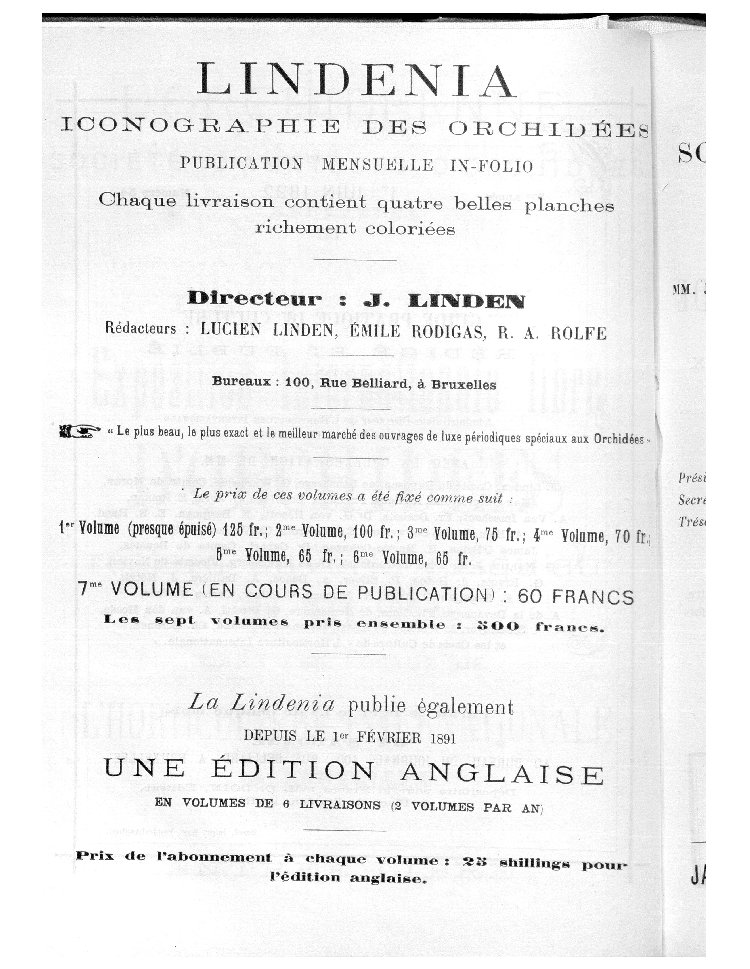 LINDENIA
ICONOGRAPHIE DES ORCHIDÉES
PUBLICATION MENSUELLE IN-FOLIO
Chaque livraison contient quatre belles planches
richement coloriées
Directeur : J. LINDEN
Rédacteurs : LUCIEN LINDEN, ÉMILE RODIGAS, R. A. ROLFE
Bureaux : 100, Rue Belliard, à Bruxelles
« Le plus beau, le plus exact et le meilleur marché des ouvrages de luxe périodiques spéciaux aux Orchidées »
Le prix de ces volumes a été fixé comme suit :
1er Volume (presque épuisé) 125 fr.; 2me Volume, 100 fr.; 3me Volume, 75 fr.; 4me Volume, 70 fr.;
5me Volume, 65 fr.; 6me Volume, 65 fr.
7me VOLUME (EN COURS DE PUBLICATION) : 60 FRANCS
Les sept volumes pris ensemble : 500 francs.
La Lindenia publie également
DEPUIS LE 1er FÉVRIER 1891
UNE ÉDITION ANGLAISE
EN VOLUMES DE 6 LIVRAISONS (2 VOLUMES PAR AN)
Prix de l'abonnement à chaque volume : 25 shillings pour
l'édition anglaise.
SO
MM.
Prési
Secré
Tréso
JA